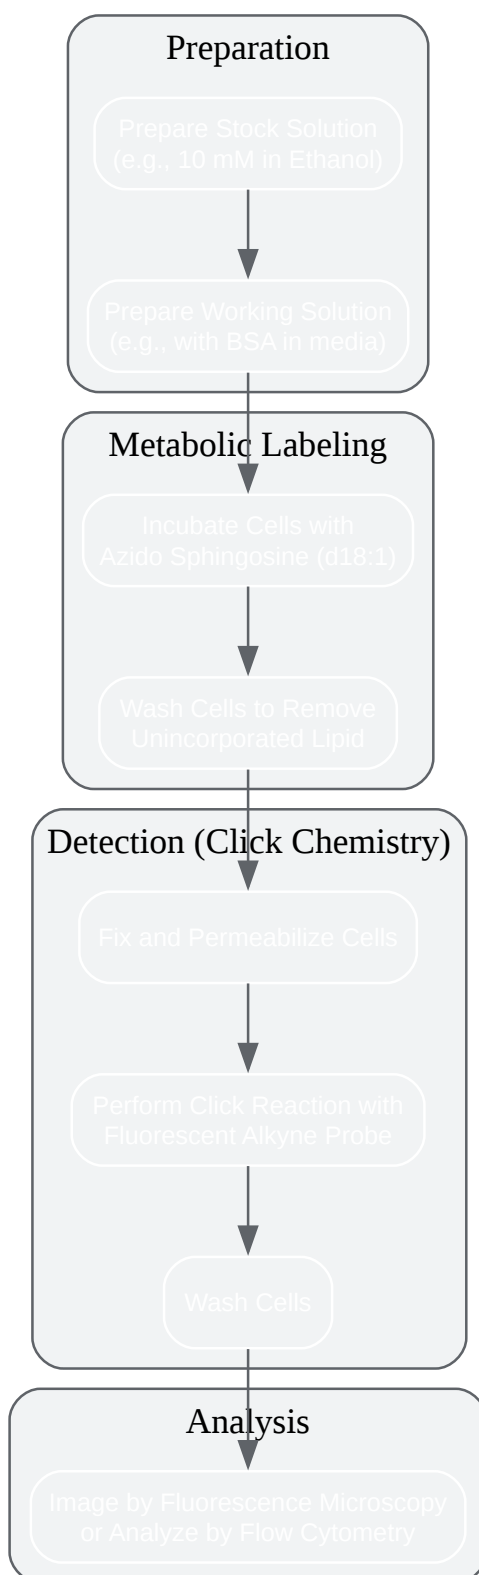 Preparation
Prepare Stock Solution
(e.g., 10 mM in Ethanol)
Prepare Working Solution
(e.g., with BSA in media)
Metabolic Labeling
Incubate Cells with
Azido Sphingosine (d18:1)
Wash Cells to Remove
Unincorporated Lipid
Detection (Click Chemistry)
Fix and Permeabilize Cells
Perform Click Reaction with
Fluorescent Alkyne Probe
Wash Cells
Analysis
Image by Fluorescence Microscopy
or Analyze by Flow Cytometry